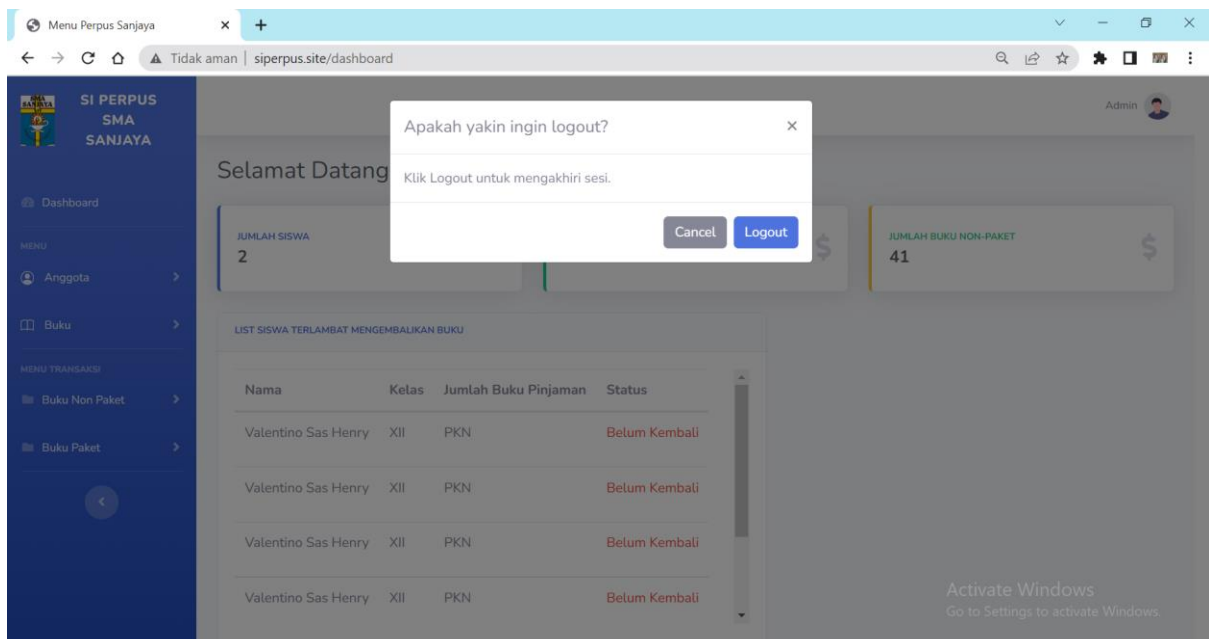 Menu Perpus Sanjaya
Tidak aman | siperpus.site/dashboard
SI PERPUS
SMA
SANJAYA
Dashboard
MENU
Anggota
Buku
MENU TRANSAKSI
Buku Non Paket
Buku Paket
Admin
Apakah yakin ingin logout?
Klik Logout untuk mengakhiri sesi.
Cancel Logout
Selamat Datang
JUMLAH SISWA
2
JUMLAH BUKU NON-PAKET
41
LIST SISWA TERLAMBAT MENGEMBALIKAN BUKU
Nama Kelas Jumlah Buku Pinjaman Status
Valentino Sas Henry XII PKN Belum Kembali
Valentino Sas Henry XII PKN Belum Kembali
Valentino Sas Henry XII PKN Belum Kembali
Valentino Sas Henry XII PKN Belum Kembali
Activate Windows
Go to Settings to activate Windows.